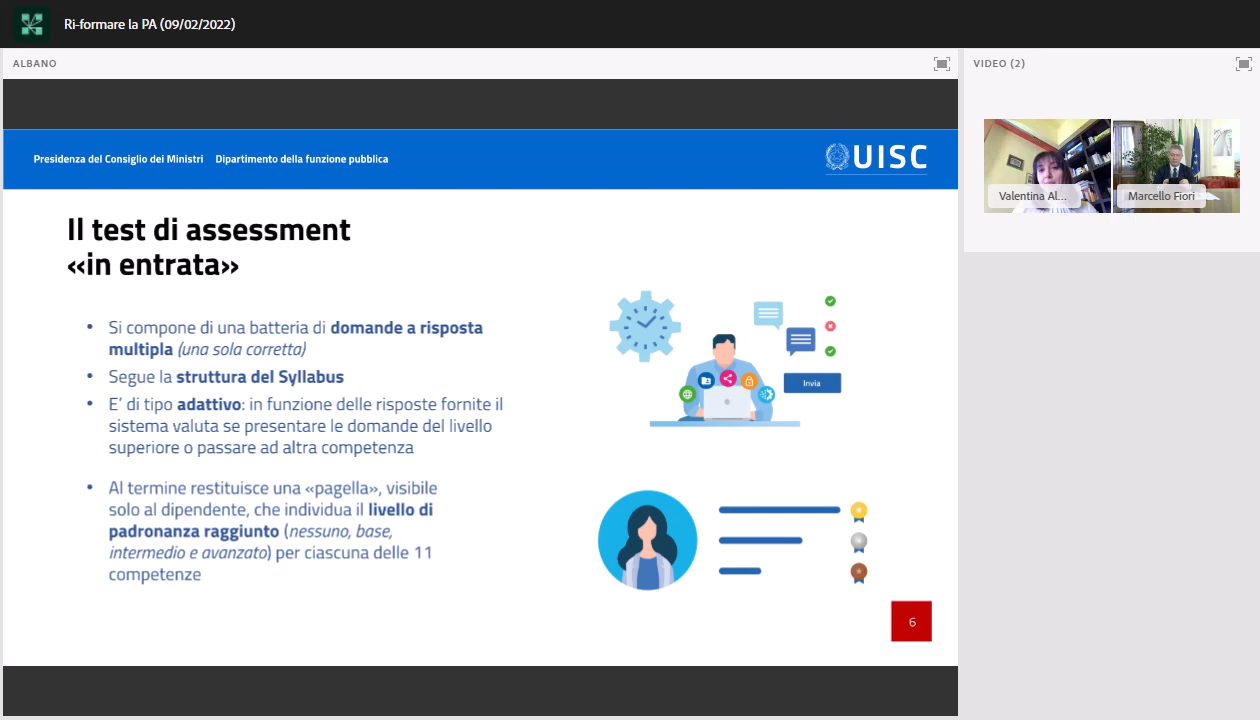 Ri-formare la PA (09/02/2022)
ALBANO
VIDEO (2)
Presidenza del Consiglio dei Ministri Dipartimento della funzione pubblica
UISC
Valentina Al...
Marcello Fiori
Il test di assessment
«in entrata»
• Si compone di una batteria di domande a risposta
multipla (una sola corretta)
• Segue la struttura del Syllabus
• E’ di tipo adattivo: in funzione delle risposte fornite il
sistema valuta se presentare le domande del livello
superiore o passare ad altra competenza
• Al termine restituisce una «pagella», visibile
solo al dipendente, che individua il livello di
padronanza raggiunto (nessuno, base,
intermedio e avanzato) per ciascuna delle 11
competenze
Invia
6